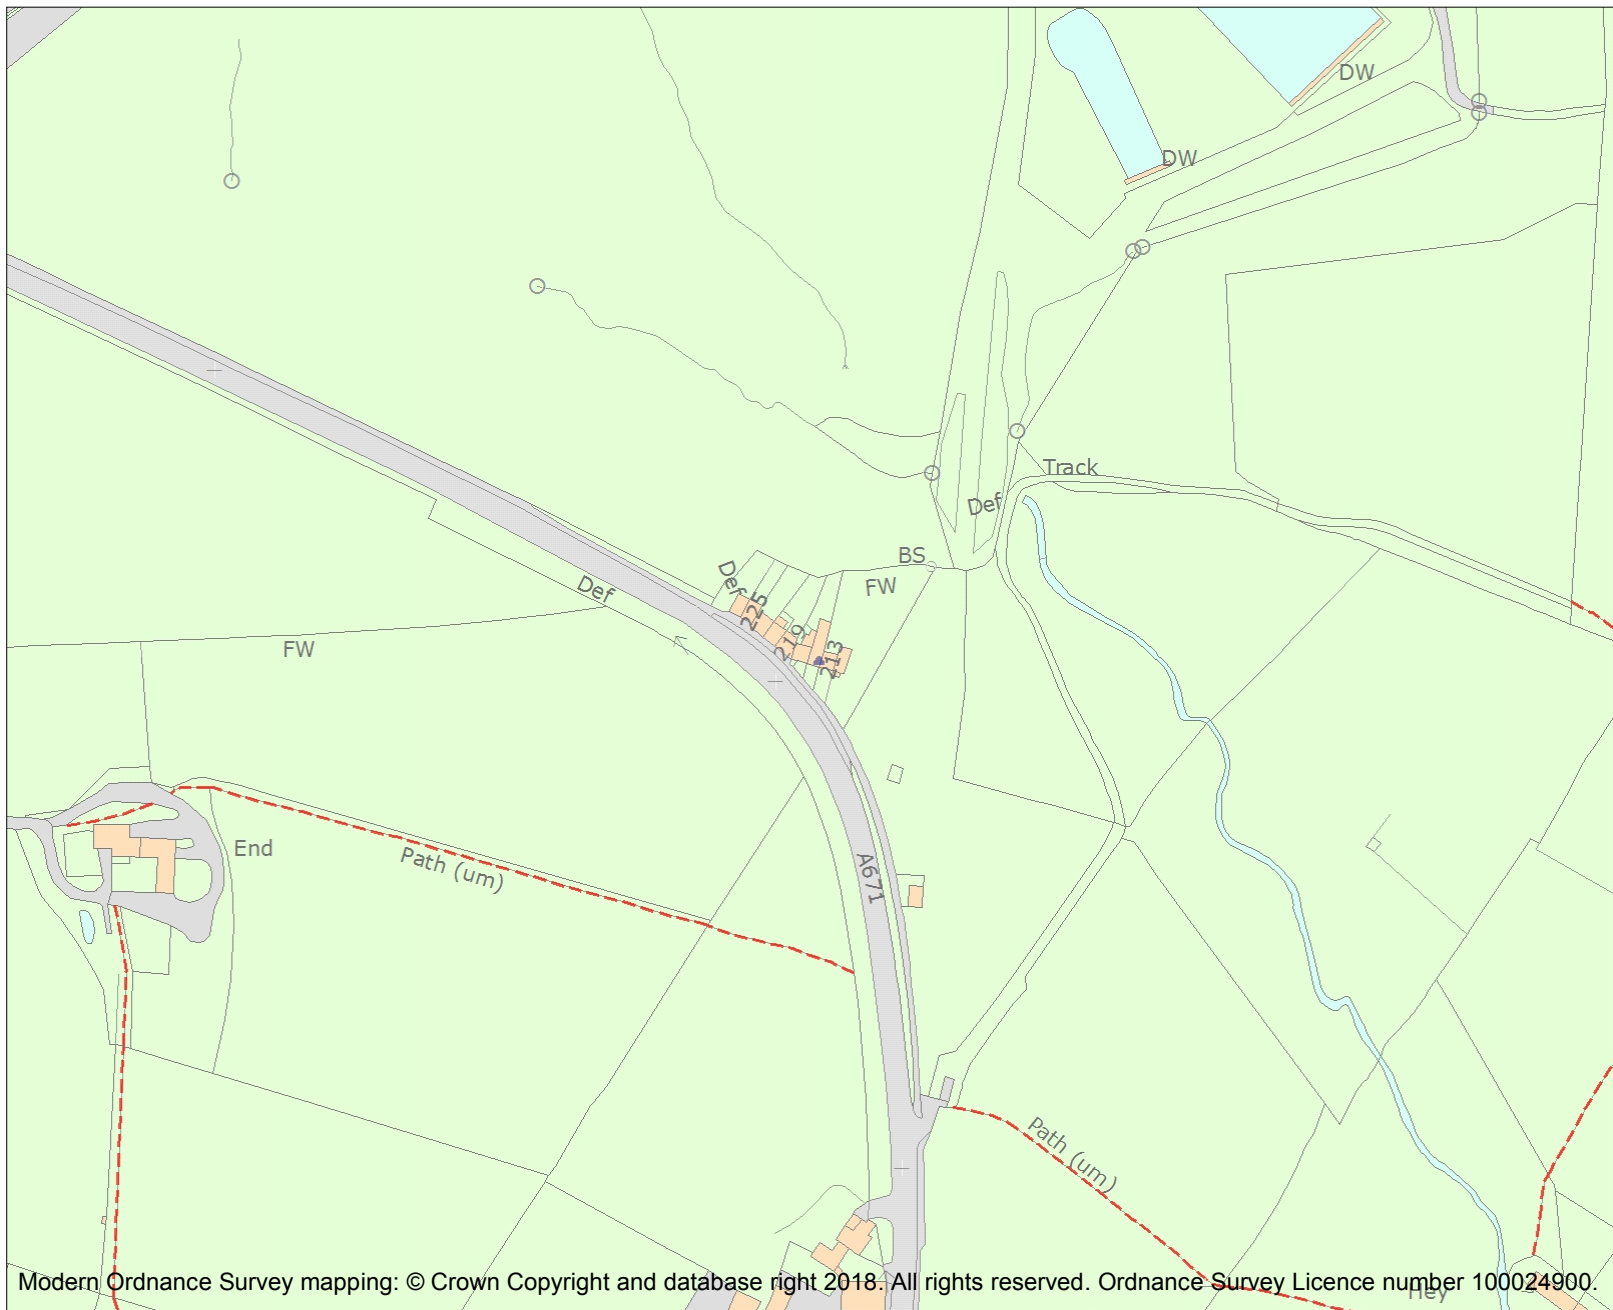 DW
DW
Track
Def
BS
FW
Def
Def
225
219
213
FW
End
Path (um)
A671
Path (um)
Hey
Modern Ordnance Survey mapping: © Crown Copyright and database right 2018. All rights reserved. Ordnance Survey Licence number 100024900.